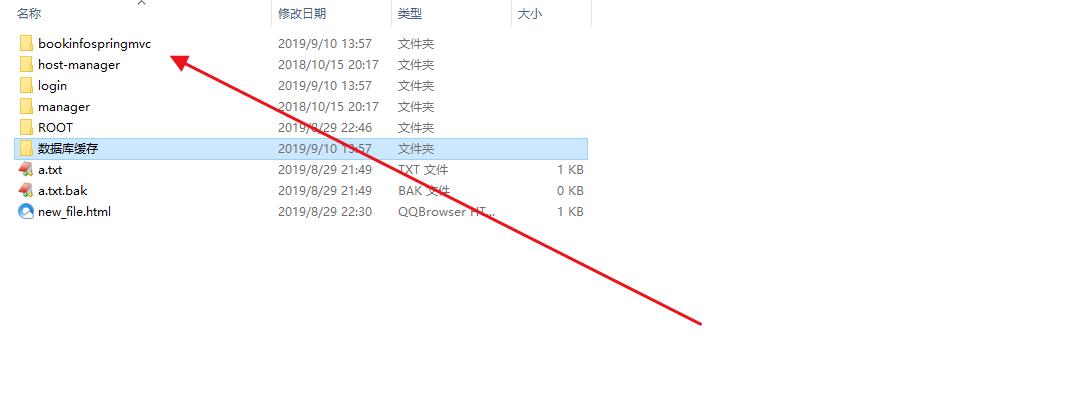 名称 修改日期 类型 大小
bookinfospringmvc 2019/9/10 13:57 文件夹
host-manager 2018/10/15 20:17 文件夹
login 2019/9/10 13:57 文件夹
manager 2018/10/15 20:17 文件夹
ROOT 2019/8/29 22:46 文件夹
数据库缓存 2019/9/10 13:57 文件夹
a.txt 2019/8/29 21:49 TXT 文件 1 KB
a.txt.bak 2019/8/29 21:49 BAK 文件 0 KB
new_file.html 2019/8/29 22:30 QQBrowser HT... 1 KB